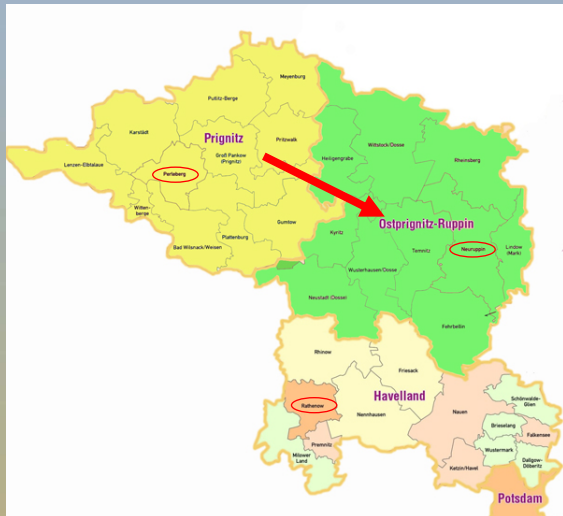 Meyenburg
Putlitz-Berge
Karstädt
Prignitz
Pritzwalk
Groß Pankow
(Prignitz)
Lenzen-Elbtalaue
Perleberg
Witten-
berge
Plattenburg
Bad Wilsnack/Weisen
Gumtow
Heiligengrabe
Wittstock/Dosse
Rheinsberg
Ostprignitz-Ruppin
Kyritz
Temnitz
Neuruppin
Lindow
(Mark)
Wusterhausen/Dosse
Neustadt (Dosse)
Fehrbellin
Rhinow
Friesack
Havelland
Rathenow
Nennhausen
Premnitz
Milower
Land
Nauen
Schönwalde-
Glien
Brieselang
Falkensee
Wustermark
Dallgow-
Döberitz
Ketzin/Havel
Potsdam